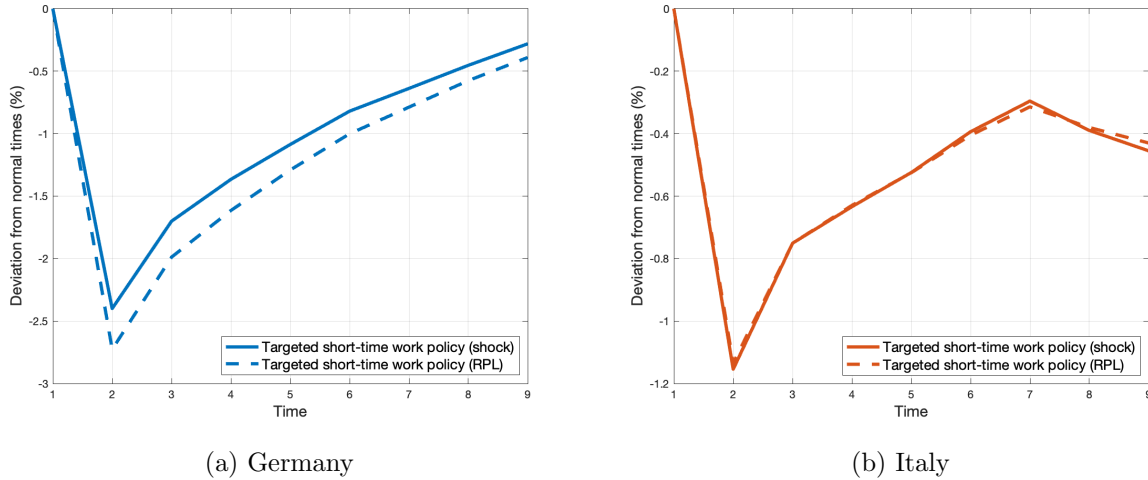 0
-0.5
-1
-1.5
-2
-2.5
-3
Deviation from normal times (%)
1 2 3 4 5 6 7 8 9
Time
Targeted short-time work policy (shock)
Targeted short-time work policy (RPL)
(a) Germany
0
-0.2
-0.4
-0.6
-0.8
-1
-1.2
Deviation from normal times (%)
1 2 3 4 5 6 7 8 9
Time
Targeted short-time work policy (shock)
Targeted short-time work policy (RPL)
(b) Italy